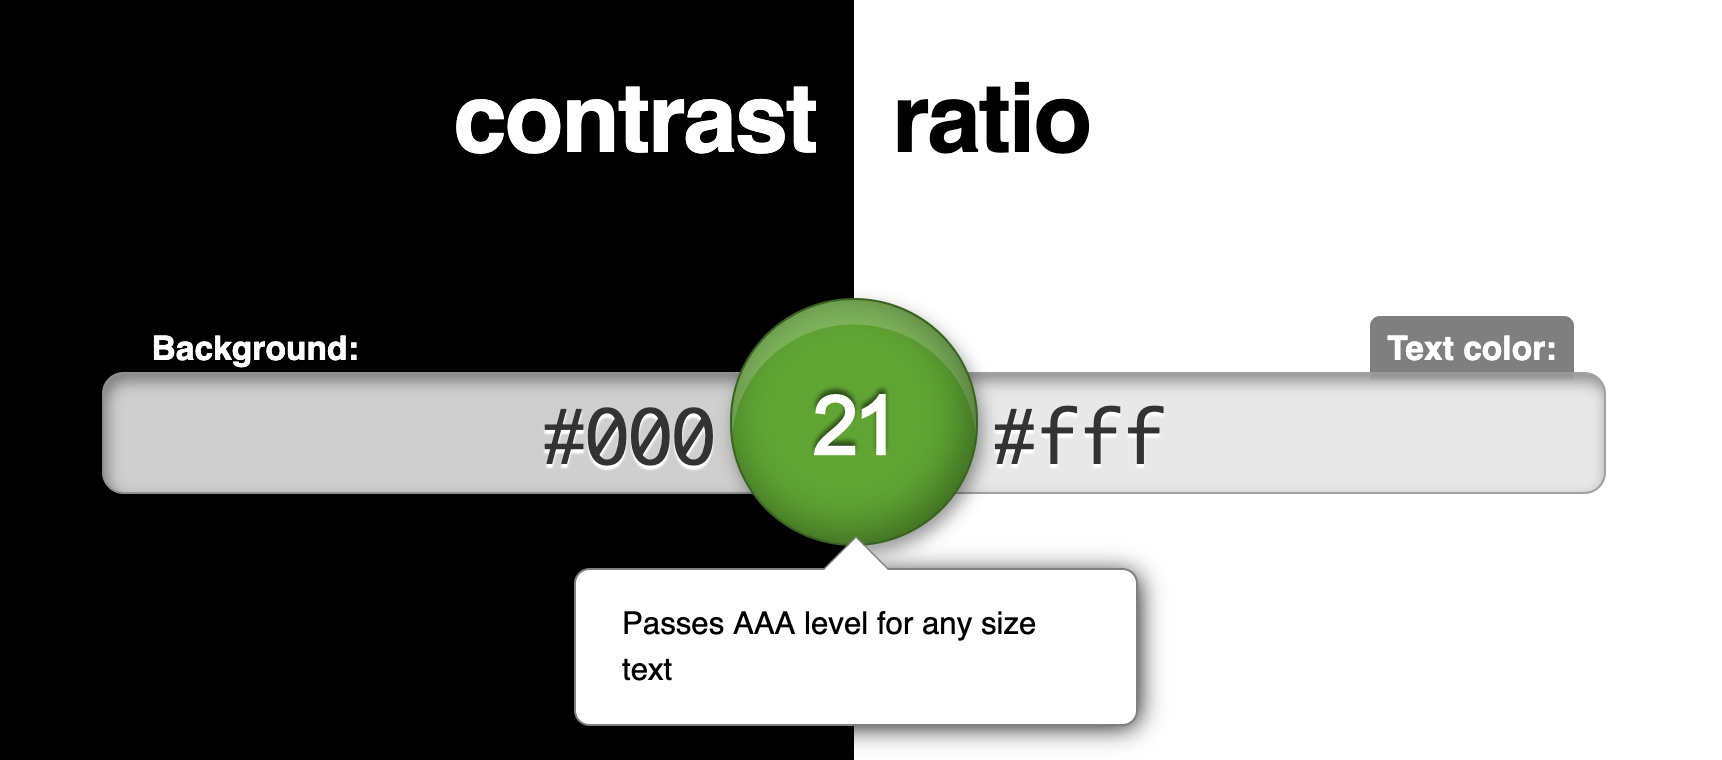 contrast ratio
Background:
Text color:
#000
21
#fff
Passes AAA level for any size
text